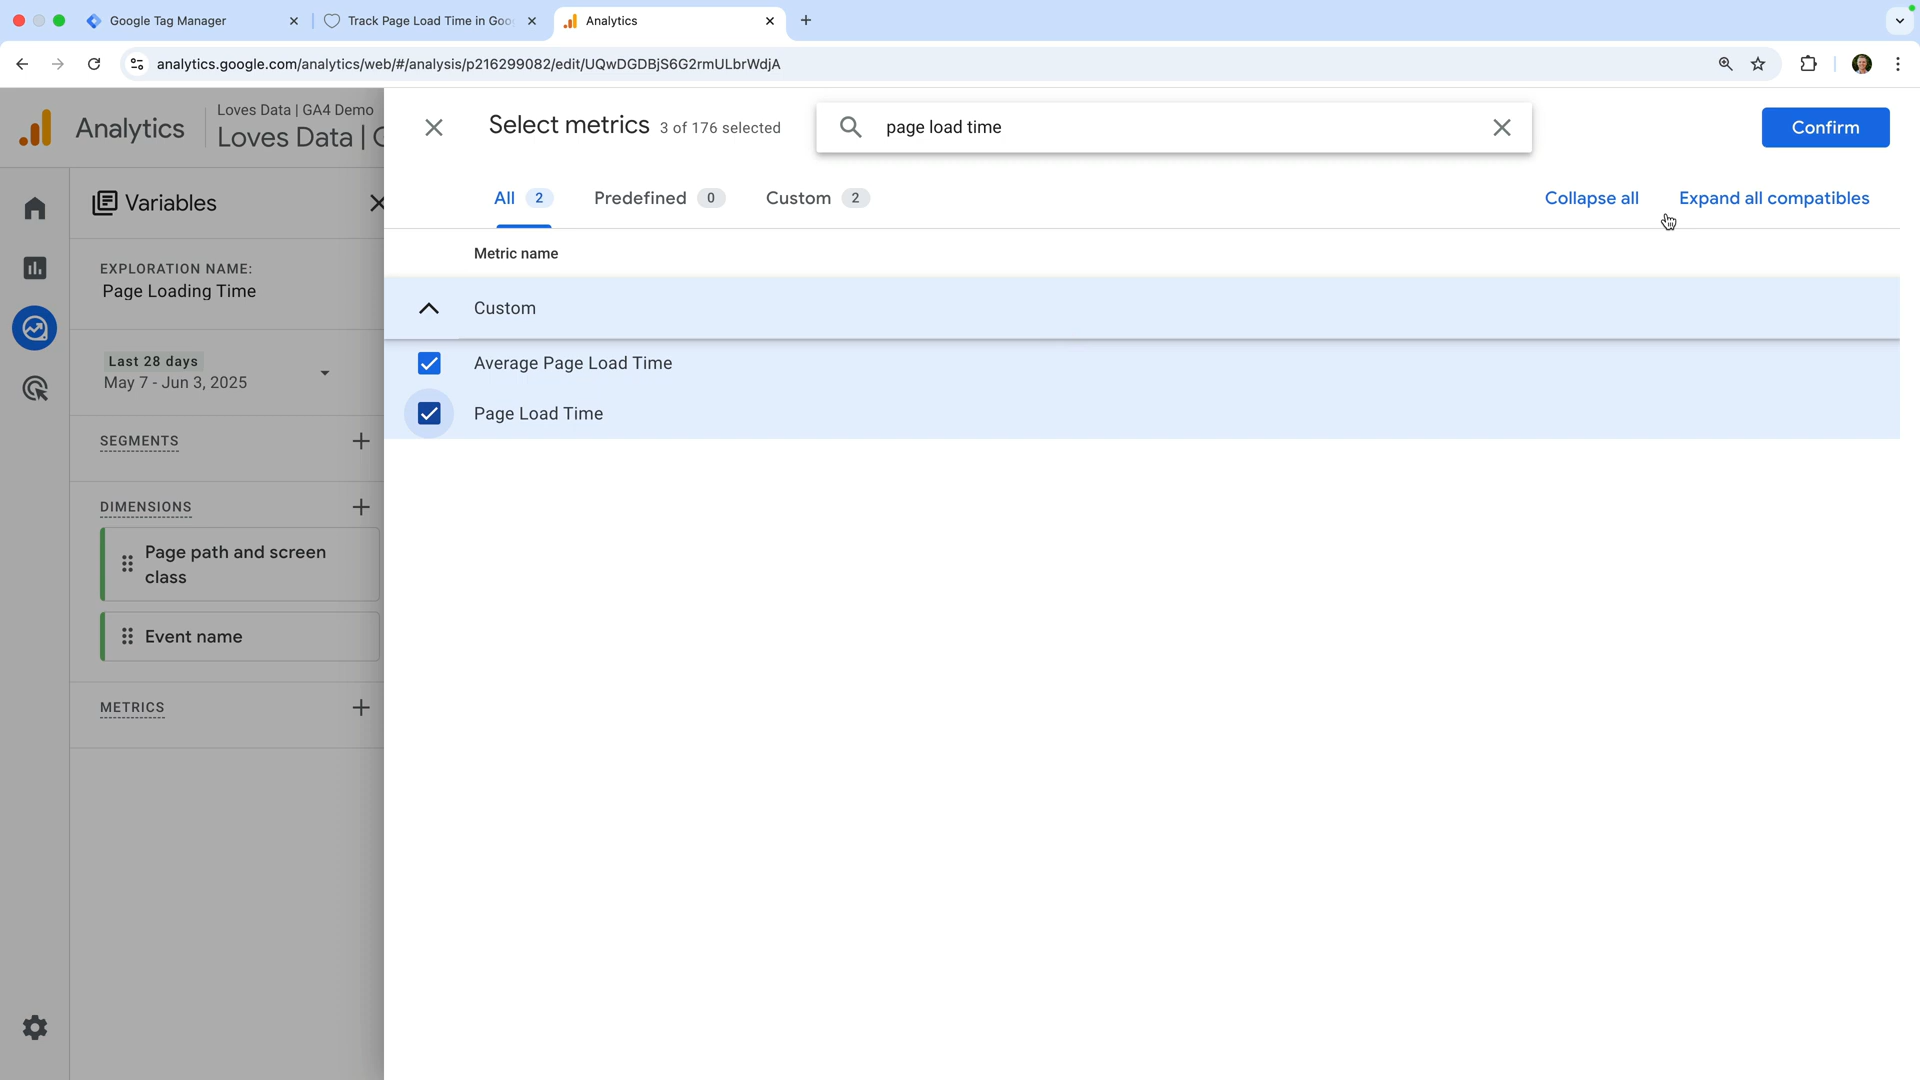 Google Tag Manager
Track Page Load Time in Goo
Analytics
analytics.google.com/analytics/web/#/analysis/p216299082/edit/UQwDGDBjS6G2rmULbrWdjA
Analytics
Loves Data | GA4 Demo
Loves Data |
Select metrics 3 of 176 selected
page load time
Confirm
All 2
Predefined 0
Custom 2
Collapse all
Expand all compatibles
Variables
Metric name
EXPLORATION NAME:
Page Loading Time
Custom
Last 28 days
May 7 - Jun 3, 2025
Average Page Load Time
Page Load Time
SEGMENTS
DIMENSIONS
Page path and screen
class
Event name
METRICS